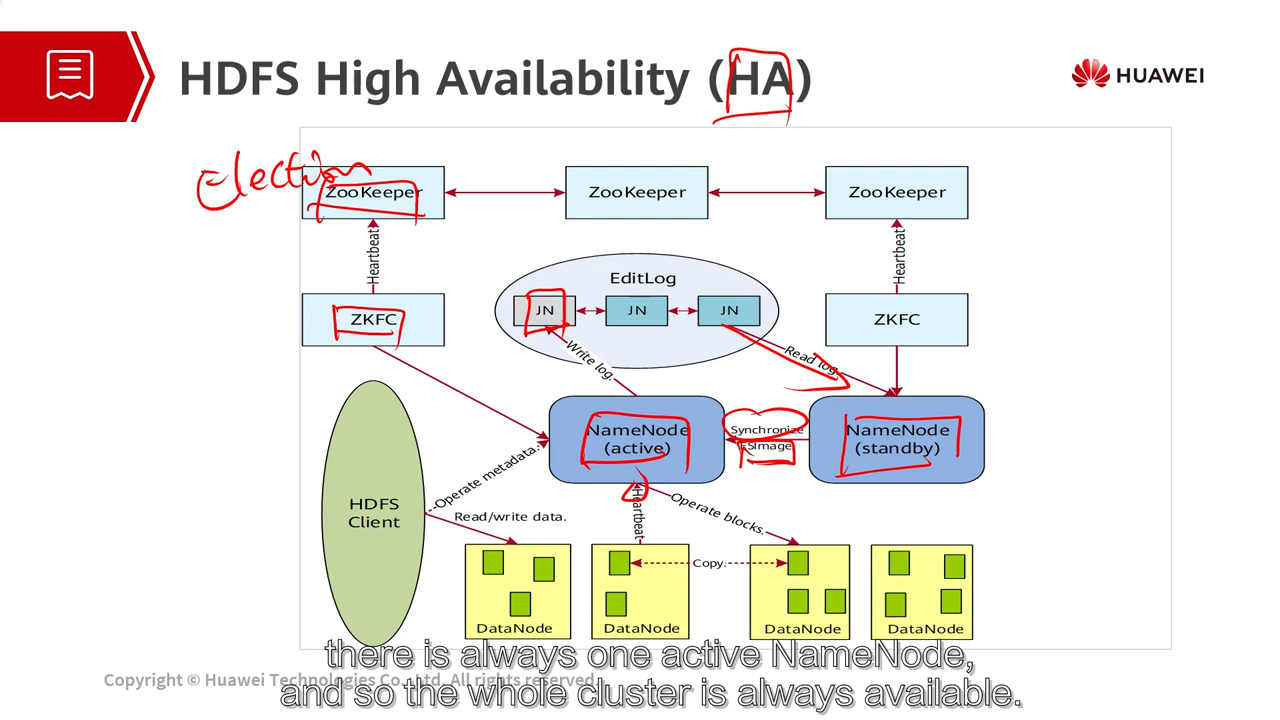 HDFS High Availability (HA)
HUAWEI
Election
ZooKeeper
ZooKeeper
ZooKeeper
Heartbeat
Heartbeat
EditLog
JN
JN
JN
ZKFC
ZKFC
Write log.
Read log.
NameNode
(active)
Synchronize
FSImage
NameNode
(standby)
HDFS
Client
Operate metadata.
Read/write data.
Heartbeat
Operate blocks.
Copy.
DataNode
DataNode
DataNode
DataNode
there is always one active NameNode,
and so the whole cluster is always available.
Copyright © Huawei Technologies Co., Ltd. All rights reserved.